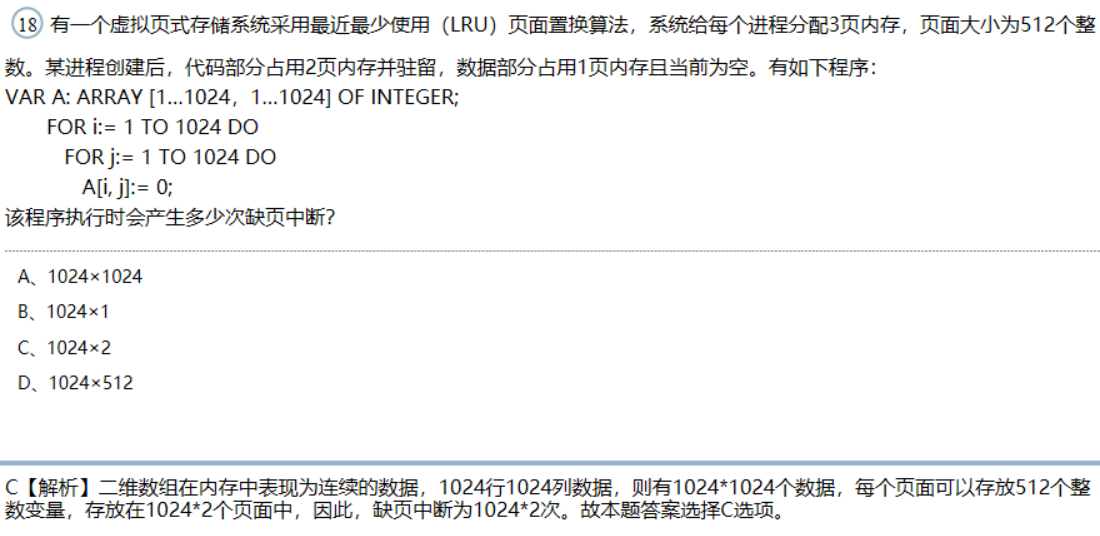 ⑱ 有一个虚拟页式存储系统采用最近最少使用（LRU）页面置换算法，系统给每个进程分配3页内存，页面大小为512个整
数。某进程创建后，代码部分占用2页内存并驻留，数据部分占用1页内存且当前为空。有如下程序：
VAR A: ARRAY [1...1024，1...1024] OF INTEGER;
FOR i:= 1 TO 1024 DO
FOR j:= 1 TO 1024 DO
A[i, j]:= 0;
该程序执行时会产生多少次缺页中断？
A、1024×1024
B、1024×1
C、1024×2
D、1024×512
C【解析】二维数组在内存中表现为连续的数据，1024行1024列数据，则有1024*1024个数据，每个页面可以存放512个整
数变量，存放在1024*2个页面中，因此，缺页中断为1024*2次。故本题答案选择C选项。